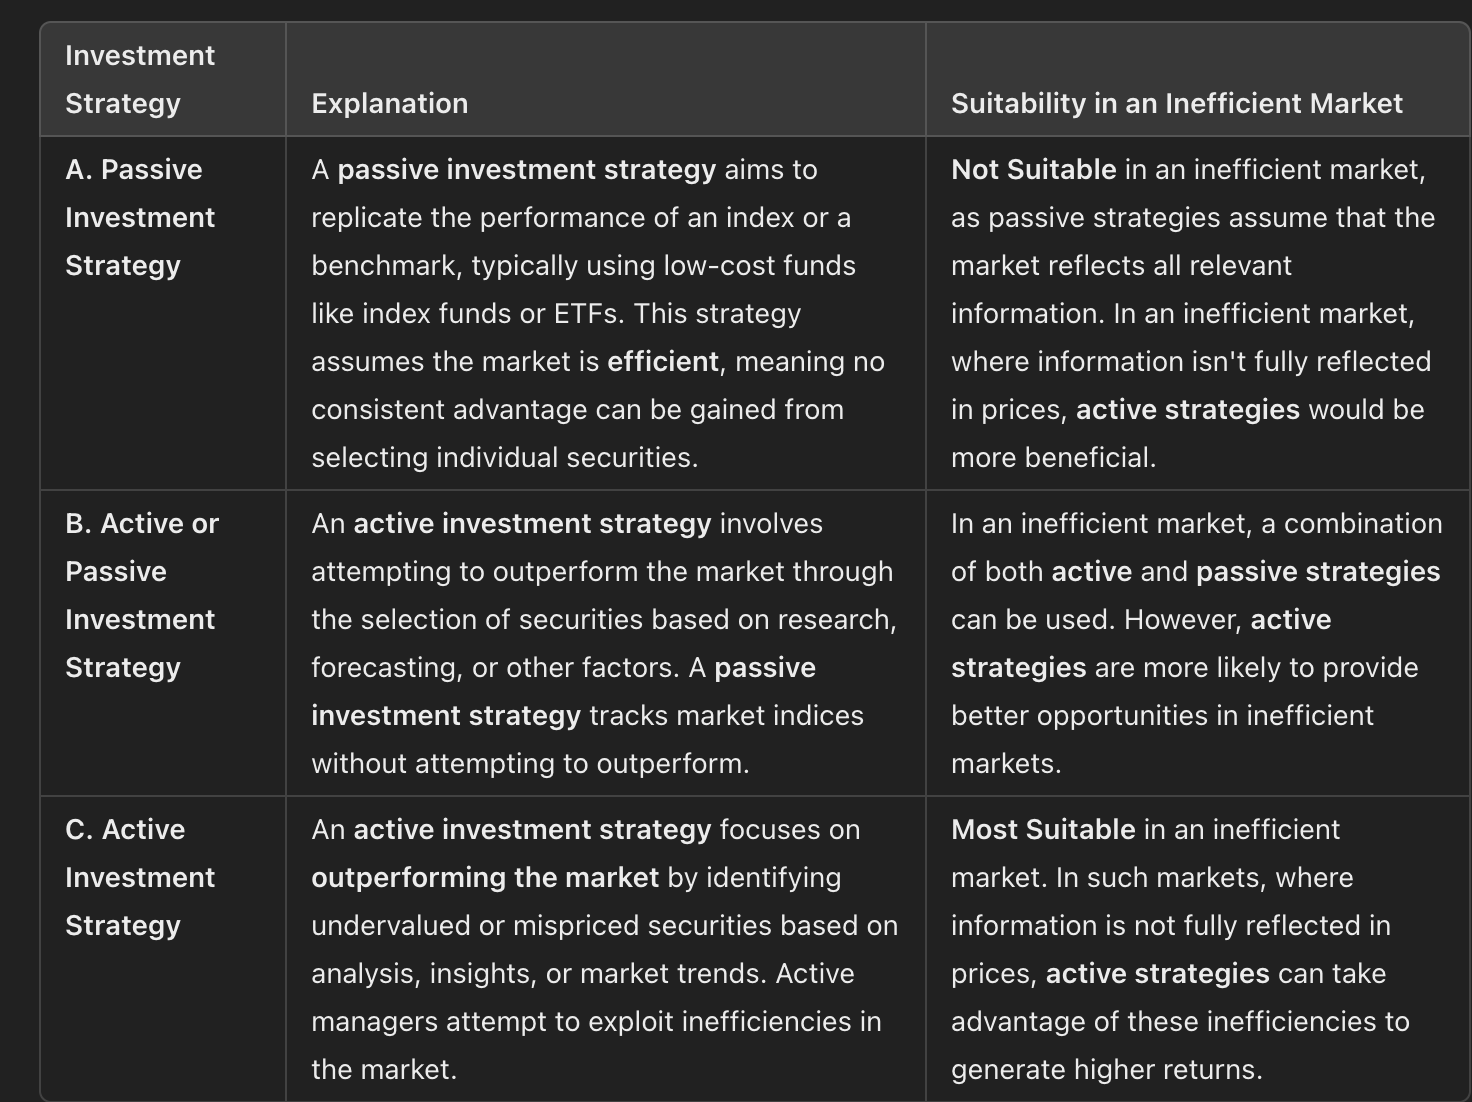 Investment
Strategy
Explanation
Suitability in an Inefficient Market
A. Passive
Investment
Strategy
A passive investment strategy aims to
replicate the performance of an index or a
benchmark, typically using low-cost funds
like index funds or ETFs. This strategy
assumes the market is efficient, meaning no
consistent advantage can be gained from
selecting individual securities.
Not Suitable in an inefficient market,
as passive strategies assume that the
market reflects all relevant
information. In an inefficient market,
where information isn't fully reflected
in prices, active strategies would be
more beneficial.
B. Active or
Passive
Investment
Strategy
An active investment strategy involves
attempting to outperform the market through
the selection of securities based on research,
forecasting, or other factors. A passive
investment strategy tracks market indices
without attempting to outperform.
In an inefficient market, a combination
of both active and passive strategies
can be used. However, active
strategies are more likely to provide
better opportunities in inefficient
markets.
C. Active
Investment
Strategy
An active investment strategy focuses on
outperforming the market by identifying
undervalued or mispriced securities based on
analysis, insights, or market trends. Active
managers attempt to exploit inefficiencies in
the market.
Most Suitable in an inefficient
market. In such markets, where
information is not fully reflected in
prices, active strategies can take
advantage of these inefficiencies to
generate higher returns.